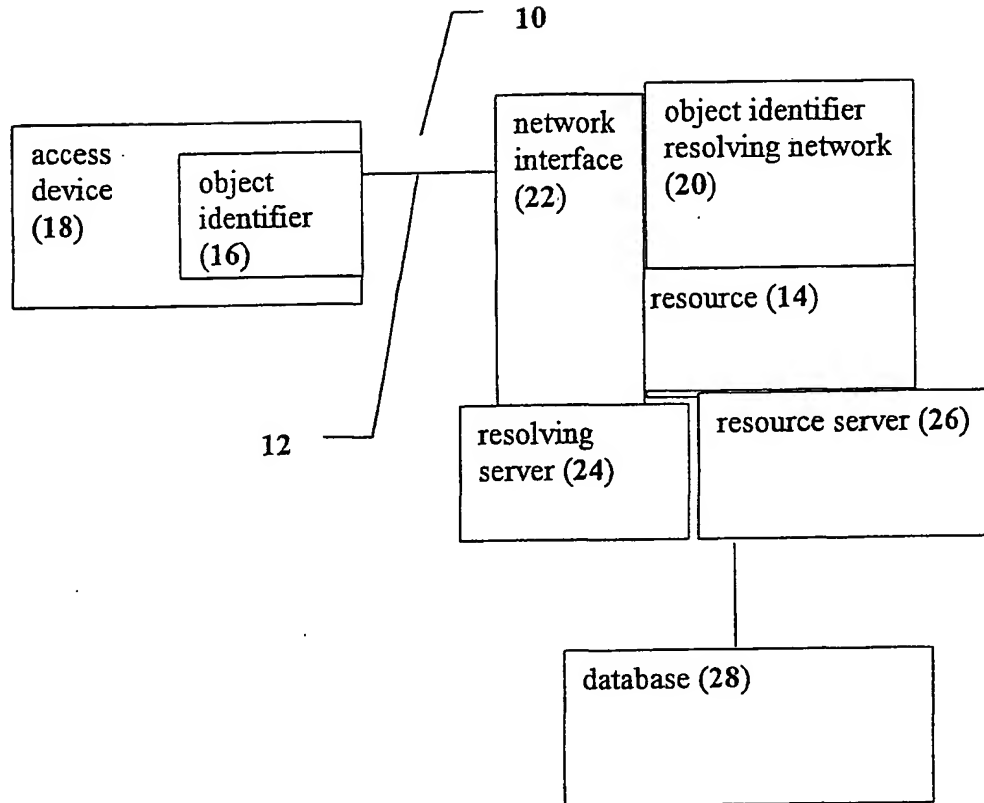 10
access
device
(18)
object
identifier
(16)
network
interface
(22)
object identifier
resolving network
(20)
resource (14)
12
resolving
server (24)
resource server (26)
database (28)